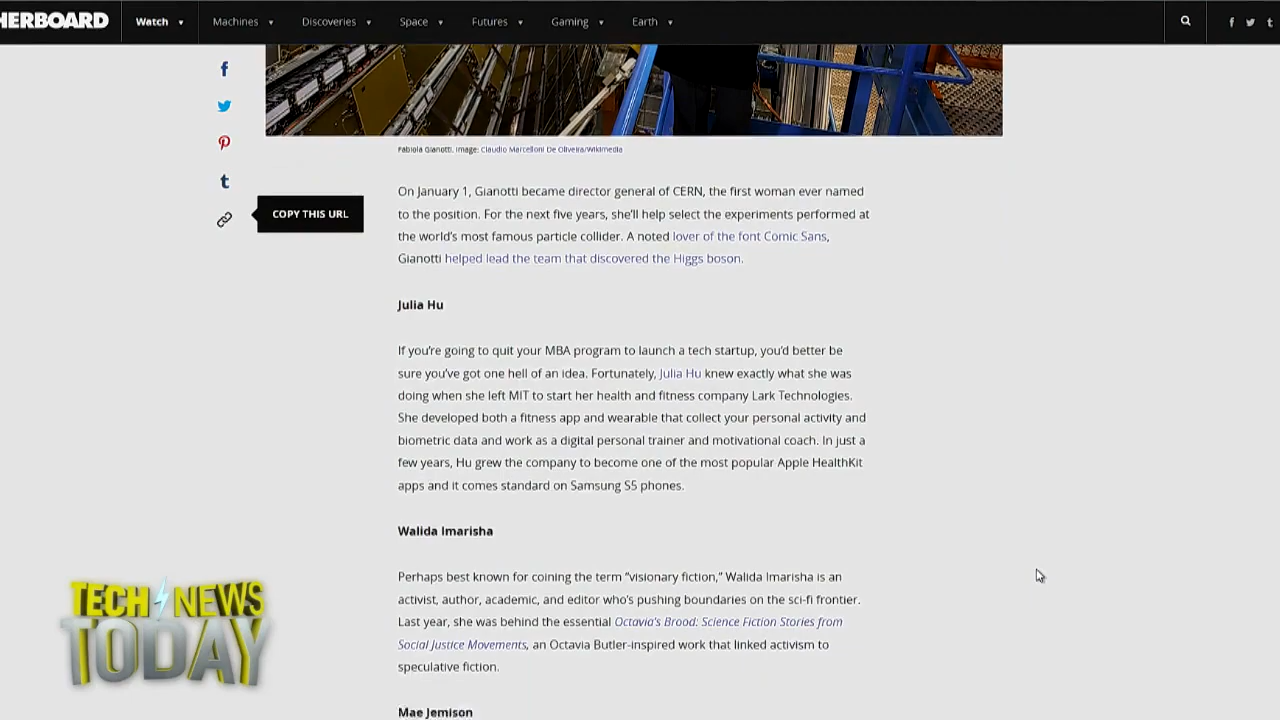 HERBOARD
Watch
Machines
Discoveries
Space
Futures
Gaming
Earth
Fabiola Gianotti. Image: Claudio Marcelloni De Oliveira/Wikimedia
COPY THIS URL
On January 1, Gianotti became director general of CERN, the first woman ever named
to the position. For the next five years, she'll help select the experiments performed at
the world's most famous particle collider. A noted lover of the font Comic Sans,
Gianotti helped lead the team that discovered the Higgs boson.
Julia Hu
If you're going to quit your MBA program to launch a tech startup, you'd better be
sure you've got one hell of an idea. Fortunately, Julia Hu knew exactly what she was
doing when she left MIT to start her health and fitness company Lark Technologies.
She developed both a fitness app and wearable that collect your personal activity and
biometric data and work as a digital personal trainer and motivational coach. In just a
few years, Hu grew the company to become one of the most popular Apple HealthKit
apps and it comes standard on Samsung S5 phones.
Walida Imarisha
Perhaps best known for coining the term "visionary fiction," Walida Imarisha is an
activist, author, academic, and editor who's pushing boundaries on the sci-fi frontier.
Last year, she was behind the essential Octavia's Brood: Science Fiction Stories from
Social Justice Movements, an Octavia Butler-inspired work that linked activism to
speculative fiction.
Mae Jemison
TECH NEWS
TODAY